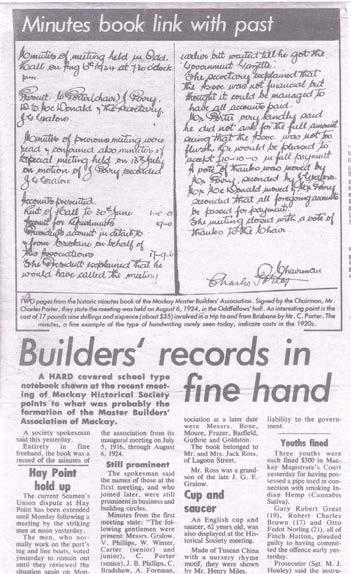 Minutes book link with past
Minutes of meeting held in Odd.
Hall on Aug 6th 1924 at 7.30 o'clock
pm.
Present Mr Porter (chair) J Perry
McDonald & the Secretary
J G Gralow
Minutes of previous meeting were
read & confirmed also minutes of
special meeting held on 13th July
on motion of J Perry seconded
J G Gralow
Accounts presented.
Rent of Hall to 30th June 1-0-0
account for
account in detail to
& from Brisbane on behalf of
the Association 17-9-6
The President explained that he
would have called the meeting
earlier but waited till he got the
Government Gazette.
The secretary explained that
the Assoc was not financial but
thought it could be managed to
have all accounts paid.
Mr Porter very handily said
he did not ask for the full amount
seeing that the Assoc was not too
flush, he would be pleased to
accept £10-10-0 in full payment
A vote of thanks was moved by
Mr Perry, seconded by J Gralow.
Mr McDonald moved & Mr Perry
seconded that all foregoing accounts
be passed for payment.
The meeting closed with a vote of
thanks to the Chair
Chairman
Charles Porter
TWO pages from the historic minutes book of the Mackay Master Builders' Association. Signed by the Chairman, Mr
Charles Porter, they state the meeting was held on August 6, 1924, in the Oddfellows' hall. An interesting point is the
cost of 17 pounds nine shillings and sixpence (about $35) involved in a trip to and from Brisbane by Mr. C. Porter. The
minutes, a fine example of the type of handwriting rarely seen today, indicate costs in the 1920s.
Builders' records in
fine hand
A HARD covered school type
notebook shown at the recent meet-
ing of Mackay Historical Society
points to what was probably the
formation of the Master Builders'
Association of Mackay.
A society spokesman
said this yesterday.
Entirely in fine
freehand, the book was a
record of the minutes of
Hay Point
hold up
The current Seamen's
Union dispute at Hay
Point has been extended
until Monday following a
meeting by the striking
men at noon yesterday.
The men, who nor-
mally work on the port's
tug and line boats, voted
yesterday to remain out
until they reviewed the
situation again on Mon-
the association from its
inaugural meeting on July
5, 1916, through August
6, 1924.
Still prominent
The spokesman said
the names of those at the
first meeting, and who
joined later, were still
prominent in business and
building circles.
Minutes from the first
meeting state: "The fol-
lowing gentlemen were
present: Messrs. Gralow,
V. Phillips, W. Winter,
Carter (senior) and
(junior), C. Porter
(senior), J. B. Phillips, C.
Bradshaw, A. Foreman,
sociation at a later date
were Messrs. Bone,
Moure, Frazer, Barfield,
Guthrie and Goldston.
The book belonged to
Mr. and Mrs. Jack Ross,
of Lagoon Street.
Mr. Ross was a grand-
son of the late J. G. E.
Gralow.
Cup and
saucer
An English cup and
saucer, 62 years old, was
also displayed at the His-
torical Society meeting.
Made of Tuscan China
with a nursery rhyme
motif, they were shown
by Mr. Henry Miles.
liability to the govern-
ment.
Youths fined
Three youths were
each fined $300 in Mac-
kay Magistrate's Court
yesterday for having pos-
sessed a pipe used in con-
nection with smoking In-
dian Hemp (Cannabis
Sativa).
Gary Robert Great
(19), Robert Charles
Brown (17) and Otto
Fedot Norling (21), all of
Finch Hatton, pleaded
guilty to having commit-
ted the offence early yes-
terday.
Prosecutor (Sgt. M. J.
Howley) said the instru-